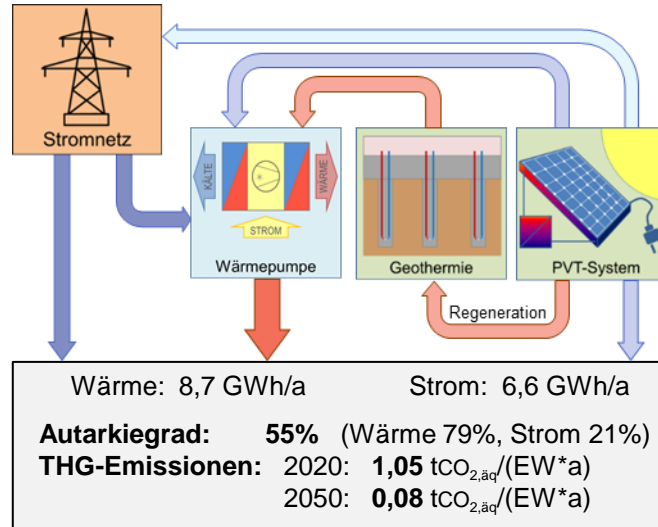 Stromnetz
KÄLTE
WÄRME
STROM
Wärmepumpe
Geothermie
PVT-System
Regeneration
Wärme: 8,7 GWh/a Strom: 6,6 GWh/a
Autarkiegrad: 55% (Wärme 79%, Strom 21%)
THG-Emissionen: 2020: 1,05 tCO2,äq/(EW*a)
2050: 0,08 tCO2,äq/(EW*a)